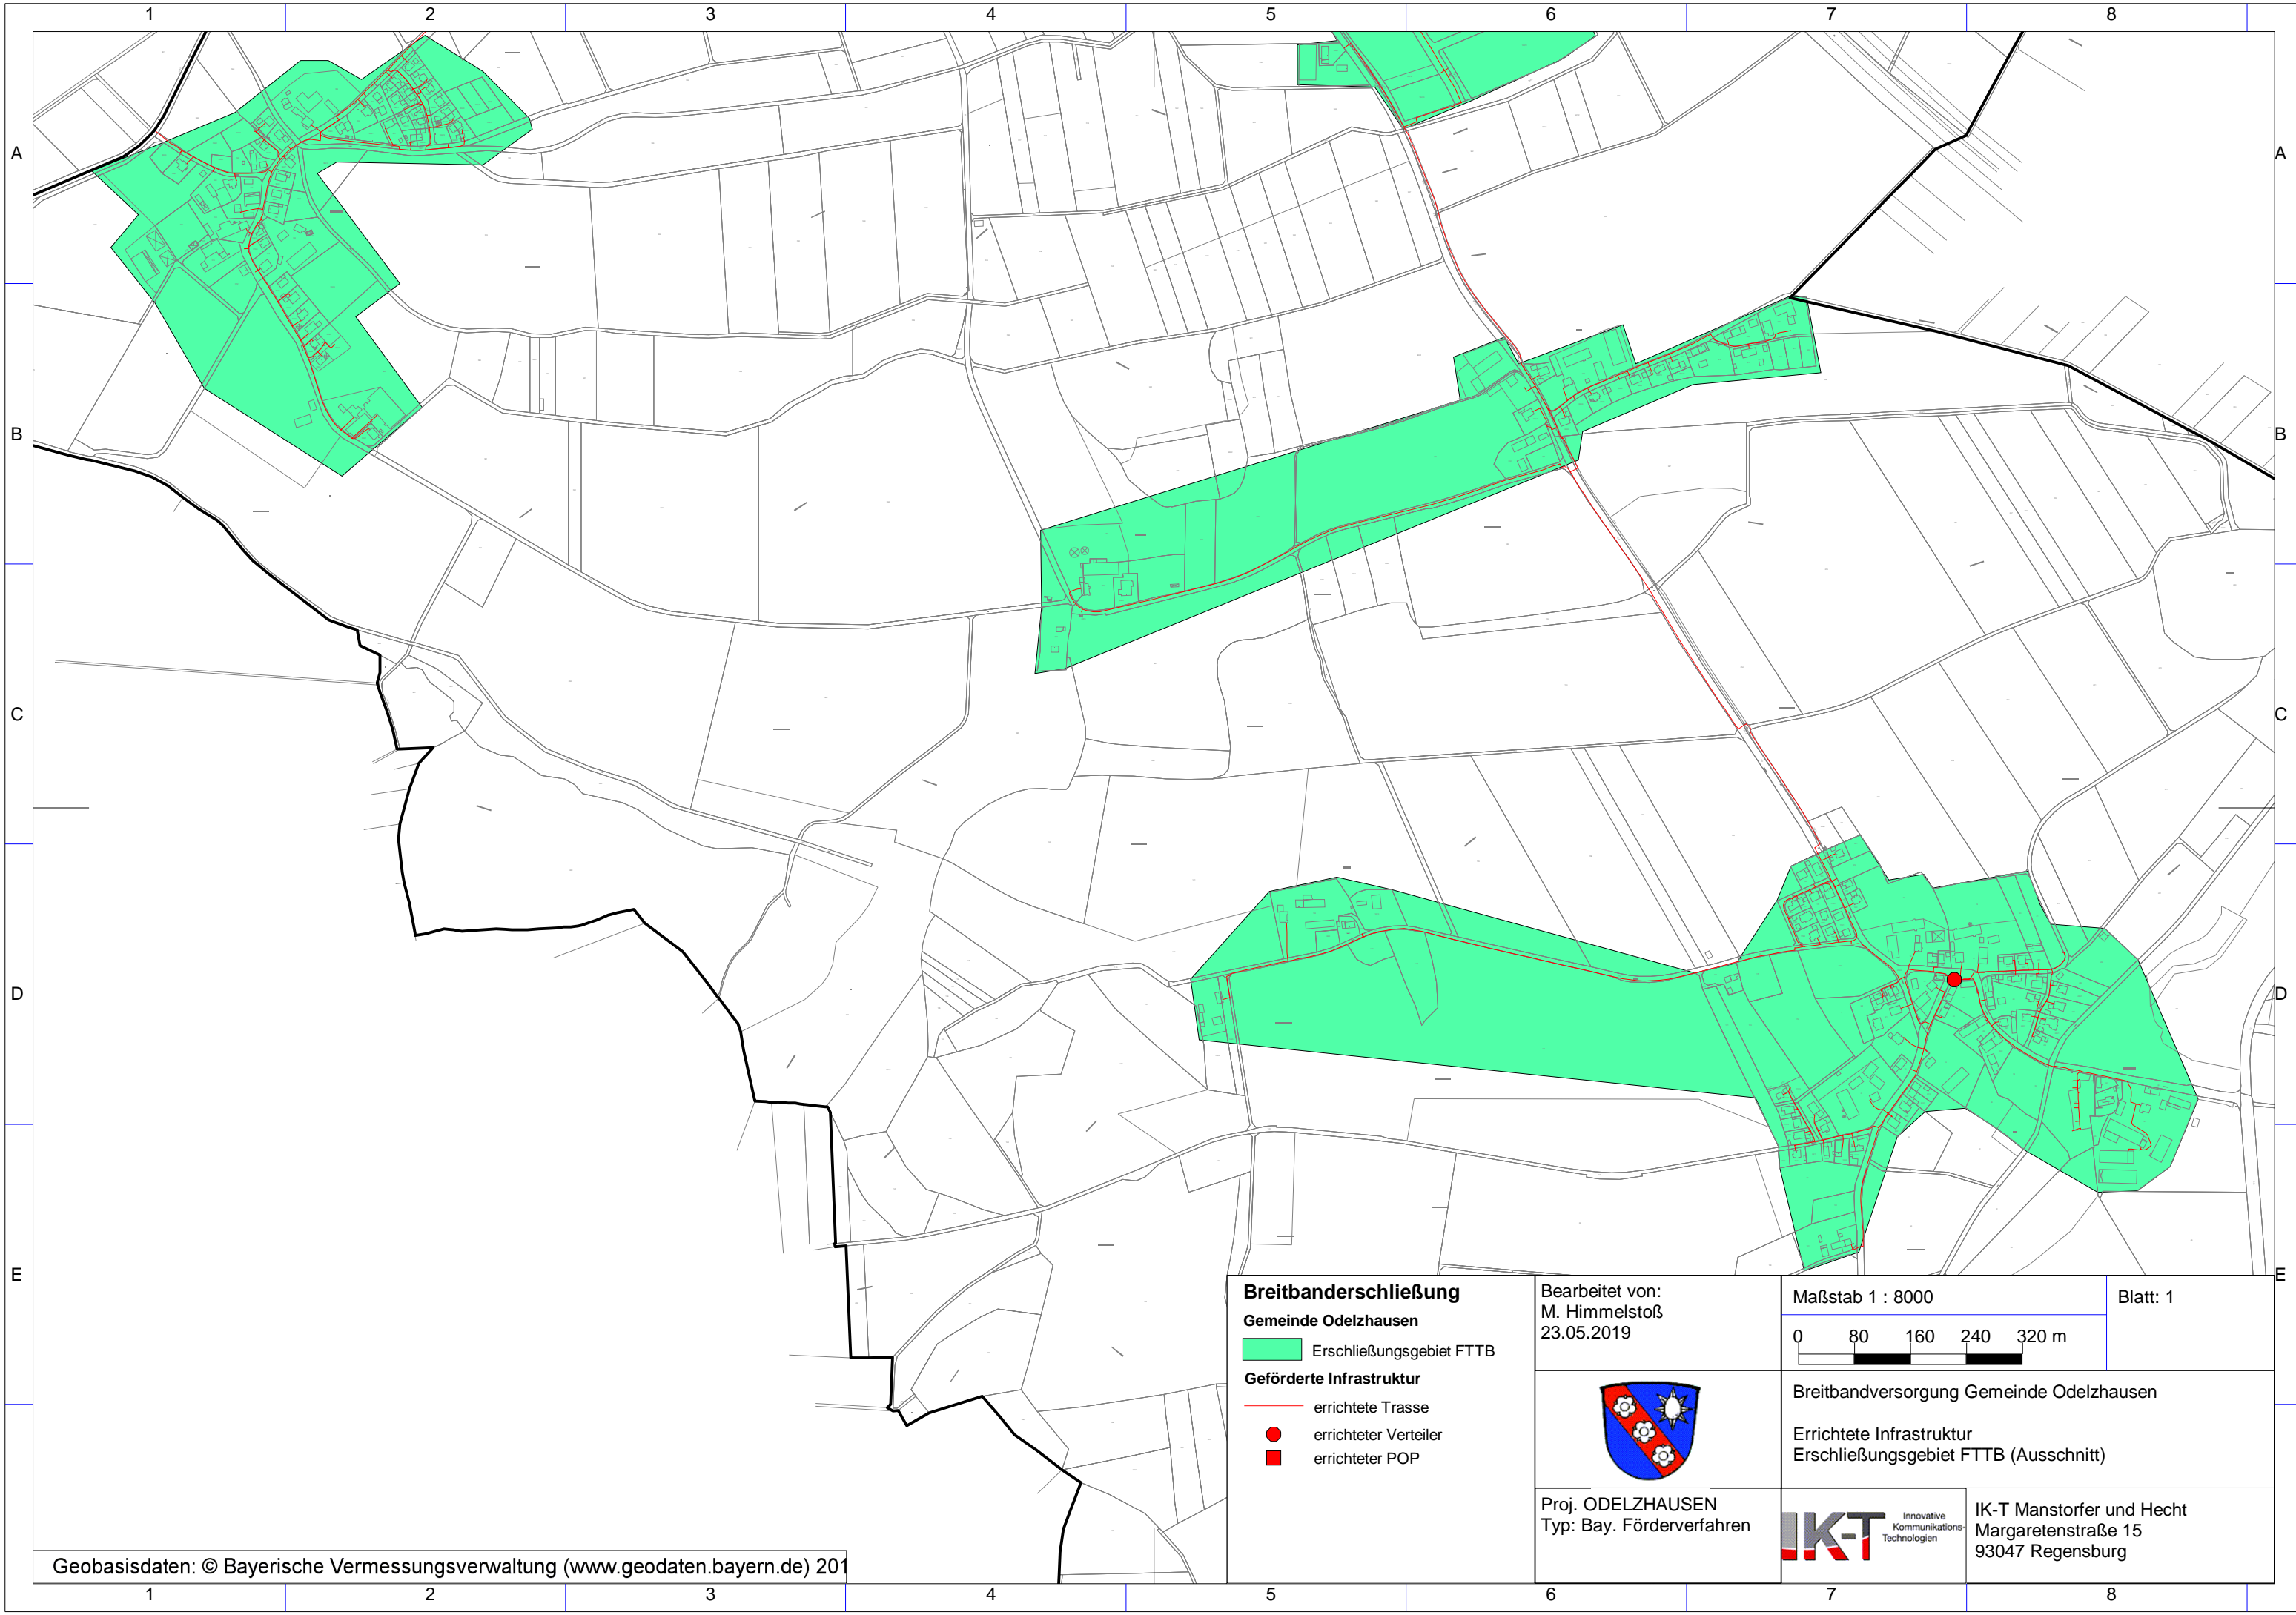 1 2 3 4 5 6 7 8
A A
B B
C C
D D
E E
Breitbanderschließung
Gemeinde Odelzhausen
Erschließungsgebiet FTTB
Geförderte Infrastruktur
errichtete Trasse
errichteter Verteiler
errichteter POP
Bearbeitet von:
M. Himmelstoß
23.05.2019
Maßstab 1 : 8000
Blatt: 1
0 80 160 240 320 m
Breitbandversorgung Gemeinde Odelzhausen
Errichtete Infrastruktur
Erschließungsgebiet FTTB (Ausschnitt)
Proj. ODELZHAUSEN
Typ: Bay. Förderverfahren
IK-T
Innovative
Kommunikations-
Technologien
IK-T Manstorfer und Hecht
Margaretenstraße 15
93047 Regensburg
Geobasisdaten: © Bayerische Vermessungsverwaltung (www.geodaten.bayern.de) 201
1 2 3 4 5 6 7 8